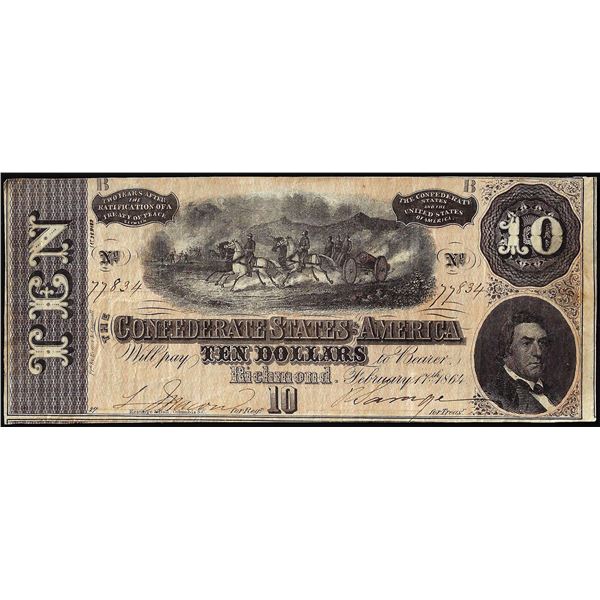 TEN
B
B
TWO YEARS AFTER
THE
RATIFICATION OF A
TREATY OF PEACE
BETWEEN
THE CONFEDERATE
STATES
AND THE
UNITED STATES
OF AMERICA.
10
No
77834
No
77834
THE
CONFEDERATE STATES OF AMERICA
Will pay TEN DOLLARS to Bearer
Richmond February 17th 1864
10
for Regr.
for Treasr.